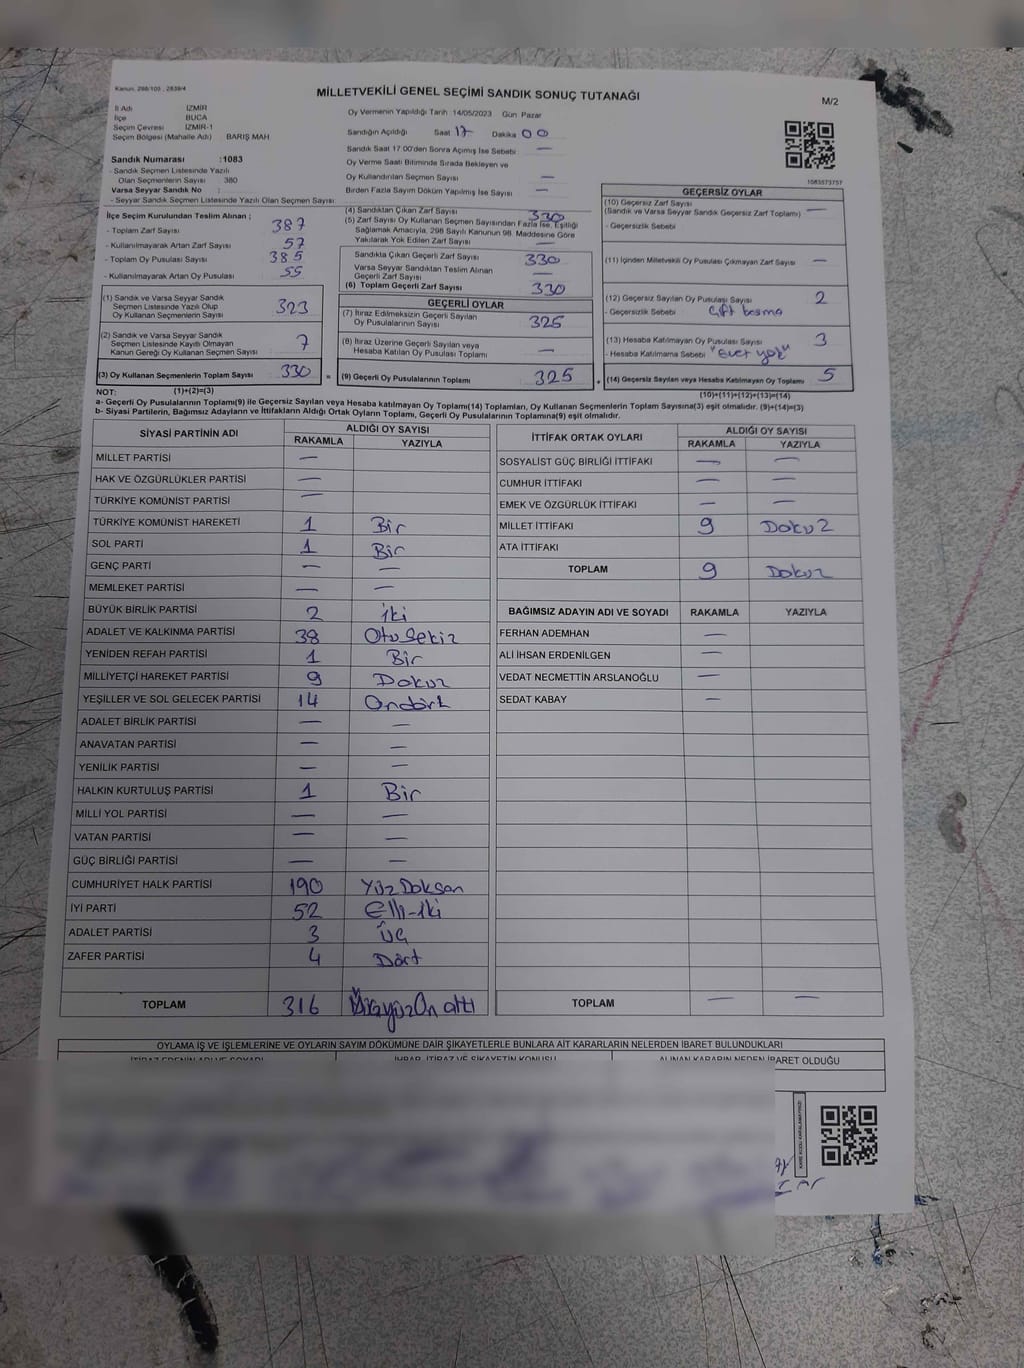 Kanun, 298/105 , 2839/4
MİLLETVEKİLİ GENEL SEÇİMİ SANDIK SONUÇ TUTANAĞI
M/2
İl Adı İZMİR
İlçe BUCA
Seçim Çevresi İZMİR-1
Seçim Bölgesi (Mahalle Adı) BARIŞ MAH.
Oy Vermenin Yapıldığı Tarih :14/05/2023 Gün Pazar
Sandığın Açıldığı Saat 17 Dakika 00
Sandık Saat 17:00'den Sonra Açımış İse Sebebi —
Oy Verme Saati Bitiminde Sırada Bekleyen ve
Oy Kullandırılan Seçmen Sayısı —
Birden Fazla Sayım Döküm Yapılmış İse Sayısı —
Sandık Numarası :1083
- Sandık Seçmen Listesinde Yazılı
Olan Seçmenlerin Sayısı 380
Varsa Seyyar Sandık No :
- Seyyar Sandık Seçmen Listesinde Yazılı Olan Seçmen Sayısı
1083573757
İlçe Seçim Kurulundan Teslim Alınan ;
- Toplam Zarf Sayısı 387
- Kullanılmayarak Artan Zarf Sayısı 57
- Toplam Oy Pusulası Sayısı 385
- Kullanılmayarak Artan Oy Pusulası 55
(1) Sandık ve Varsa Seyyar Sandık
Seçmen Listesinde Yazılı Olup
Oy Kullanan Seçmen Sayısı 323
(2) Sandık ve Varsa Seyyar Sandık
Seçmen Listesinde Kayıtlı Olmayan
Kanun Gereği Oy Kullanan Seçmen Sayısı 7
(3) Oy Kullanan Seçmenlerin Toplam Sayısı 330 =
(1)+(2)=(3)
(4) Sandıktan Çıkan Zarf Sayısı 330
(5) Zarf Sayısı Oy Kullanan Seçmen Sayısından Fazla İse, Eşitliği
Sağlamak Amacıyla, 298 Sayılı Kanunun 98. Maddesine Göre
Yakılarak Yok Edilen Zarf Sayısı —
Sandıkta Çıkan Geçerli Zarf Sayısı 330
Varsa Seyyar Sandıktan Teslim Alınan
Geçerli Zarf Sayısı —
(6) Toplam Geçerli Zarf Sayısı 330
GEÇERLİ OYLAR
(7) İtiraz Edilmeksizin Geçerli Sayılan
Oy Pusulalarının Sayısı 325
(8) İtiraz Üzerine Geçerli Sayılan veya
Hesaba Katılan Oy Pusulası Toplamı —
(9) Geçerli Oy Pusulalarının Toplamı 325 +
GEÇERSİZ OYLAR
(10) Geçersiz Zarf Sayısı
(Sandık ve Varsa Seyyar Sandık Geçersiz Zarf Toplamı) —
- Geçersizlik Sebebi
(11) İçinden Milletvekili Oy Pusulası Çıkmayan Zarf Sayısı —
(12) Geçersiz Sayılan Oy Pusulası Sayısı 2
- Geçersizlik Sebebi Çift basma
(13) Hesaba Katılmayan Oy Pusulası Sayısı 3
- Hesaba Katılmama Sebebi "evet yok"
(14) Geçersiz Sayılan veya Hesaba Katılmayan Oy Toplamı 5
(10)+(11)+(12)+(13)=(14)
NOT:
a- Geçerli Oy Pusulalarının Toplamı(9) ile Geçersiz Sayılan veya Hesaba katılmayan Oy Toplamı(14) Toplamları, Oy Kullanan Seçmenlerin Toplam Sayısına(3) eşit olmalıdır. (9)+(14)=(3)
b- Siyasi Partilerin, Bağımsız Adayların ve İttifakların Aldığı Ortak Oyların Toplamı, Geçerli Oy Pusulalarının Toplamına(9) eşit olmalıdır.
SİYASİ PARTİNİN ADI ALDIĞI OY SAYISI
RAKAMLA YAZIYLA
MİLLET PARTİSİ —
HAK VE ÖZGÜRLÜKLER PARTİSİ —
TÜRKİYE KOMÜNİST PARTİSİ —
TÜRKİYE KOMÜNİST HAREKETİ 1 Bir
SOL PARTİ 1 Bir
GENÇ PARTİ — —
MEMLEKET PARTİSİ — —
BÜYÜK BİRLİK PARTİSİ 2 iki
ADALET VE KALKINMA PARTİSİ 38 OtuSekiz
YENİDEN REFAH PARTİSİ 1 Bir
MİLLİYETÇİ HAREKET PARTİSİ 9 Dokuz
YEŞİLLER VE SOL GELECEK PARTİSİ 14 Ondört
ADALET BİRLİK PARTİSİ — —
ANAVATAN PARTİSİ — —
YENİLİK PARTİSİ — —
HALKIN KURTULUŞ PARTİSİ 1 Bir
MİLLİ YOL PARTİSİ — —
VATAN PARTİSİ — —
GÜÇ BİRLİĞİ PARTİSİ — —
CUMHURİYET HALK PARTİSİ 190 Yüz Doksan
İYİ PARTİ 52 Elli-iki
ADALET PARTİSİ 3 Üç
ZAFER PARTİSİ 4 Dört
TOPLAM 316 On altı
İTTİFAK ORTAK OYLARI ALDIĞI OY SAYISI
RAKAMLA YAZIYLA
SOSYALİST GÜÇ BİRLİĞİ İTTİFAKI — —
CUMHUR İTTİFAKI — —
EMEK VE ÖZGÜRLÜK İTTİFAKI — —
MİLLET İTTİFAKI 9 Dokuz
ATA İTTİFAKI
TOPLAM 9 Dokuz
BAĞIMSIZ ADAYIN ADI VE SOYADI RAKAMLA YAZIYLA
FERHAN ADEMHAN —
ALİ İHSAN ERDENİLGEN —
VEDAT NECMETTİN ARSLANOĞLU —
SEDAT KABAY —
TOPLAM — —
OYLAMA İŞ VE İŞLEMLERİNE VE OYLARIN SAYIM DÖKÜMÜNE DAİR ŞİKAYETLERLE BUNLARA AİT KARARLARIN NELERDEN İBARET BULUNDUKLARI
İTİRAZ EDENİN ADI VE SOYADI İHBAR, İTİRAZ VE ŞİKAYETİN KONUSU ALINAN KARARIN NEDEN İBARET OLDUĞU
KARE KODU KARALAMAYINIZ!